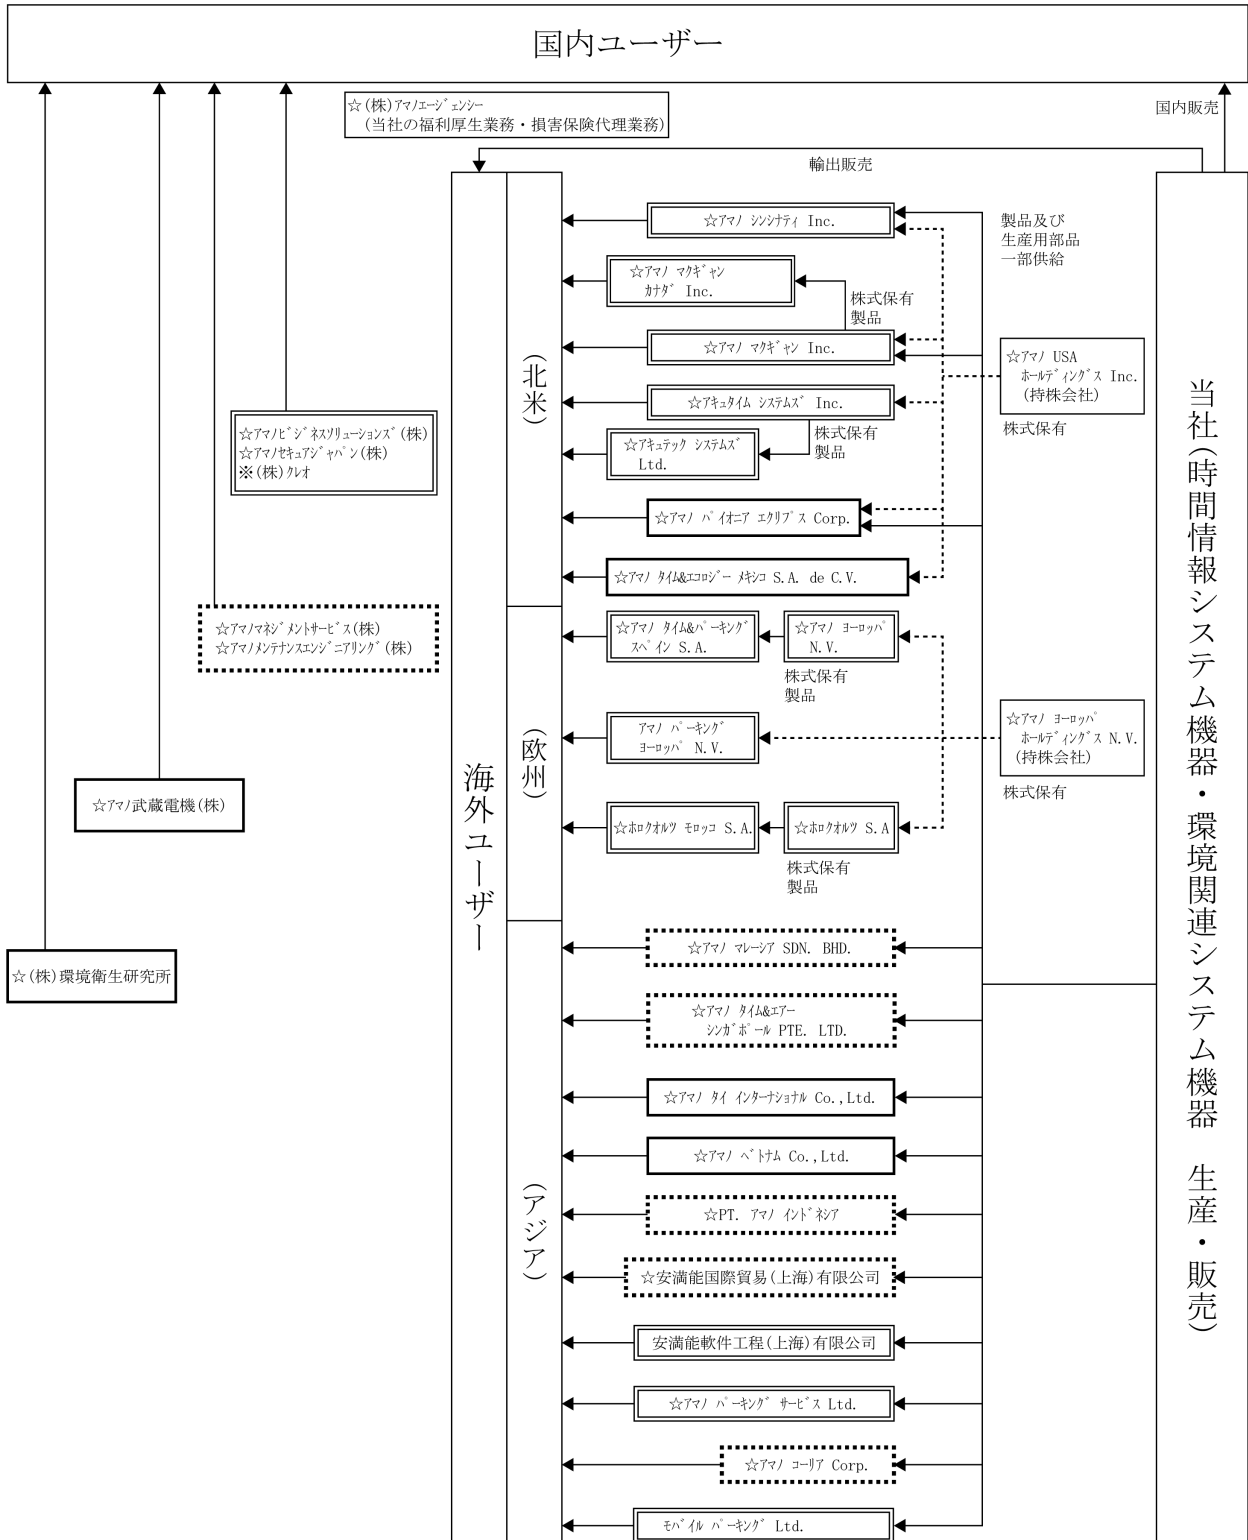 国内ユーザー
☆(株)アマノエージェンシー
(当社の福利厚生業務・損害保険代理業務)
国内販売
輸出販売
☆アマノ シンシナティ Inc.
製品及び
生産用部品
一部供給
☆アマノ マクギャン
カナダ Inc.
株式保有
製品
☆アマノ マクギャン Inc.
☆アマノ USA
ホールディングス Inc.
(持株会社)
株式保有
(北米)
☆アキュタイム システムズ Inc.
株式保有
製品
☆アキュテック システムズ
Ltd.
☆アマノビジネスソリューションズ(株)
☆アマノセキュアジャパン(株)
※(株)クレオ
☆アマノ パイオニア エクリプス Corp.
☆アマノ タイム&エコロジー メキシコ S.A. de C.V.
☆アマノマネジメントサービス(株)
☆アマノメンテナンスエンジニアリング(株)
☆アマノ タイム&パーキング
スペイン S.A.
☆アマノ ヨーロッパ
N.V.
株式保有
製品
(欧州)
アマノ パーキング
ヨーロッパ N.V.
☆アマノ ヨーロッパ
ホールディングス N.V.
(持株会社)
株式保有
☆アマノ武蔵電機(株)
海外ユーザー
☆ホロクオルツ モロッコ S.A.
☆ホロクオルツ S.A
株式保有
製品
当社(時間情報システム機器・環境関連システム機器 生産・販売)
☆(株)環境衛生研究所
☆アマノ マレーシア SDN. BHD.
☆アマノ タイム&エアー
シンガポール PTE. LTD.
☆アマノ タイ インターナショナル Co.,Ltd.
☆アマノ ベトナム Co.,Ltd.
(アジア)
☆PT. アマノ インドネシア
☆安満能国際貿易(上海)有限公司
安満能軟件工程(上海)有限公司
☆アマノ パーキング サービス Ltd.
☆アマノ コーリア Corp.
モバイル パーキング Ltd.